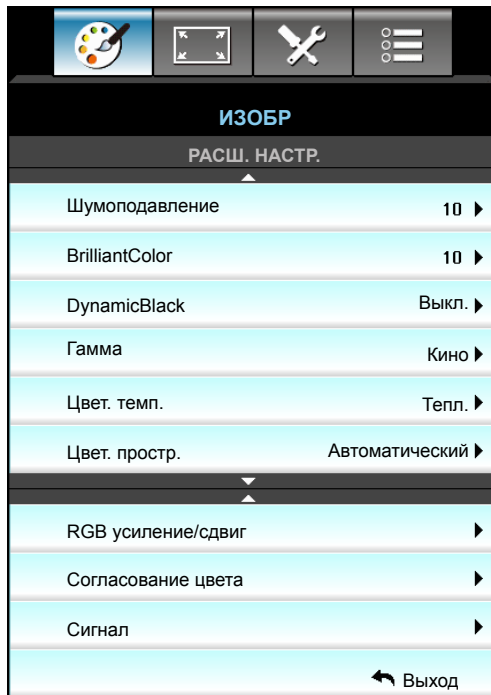 ИЗОБР
РАСШ. НАСТР.
Шумоподавление 10
BrilliantColor 10
DynamicBlack Выкл.
Гамма Кино
Цвет. темп. Тепл.
Цвет. простр. Автоматический
RGB усиление/сдвиг
Согласование цвета
Сигнал
Выход